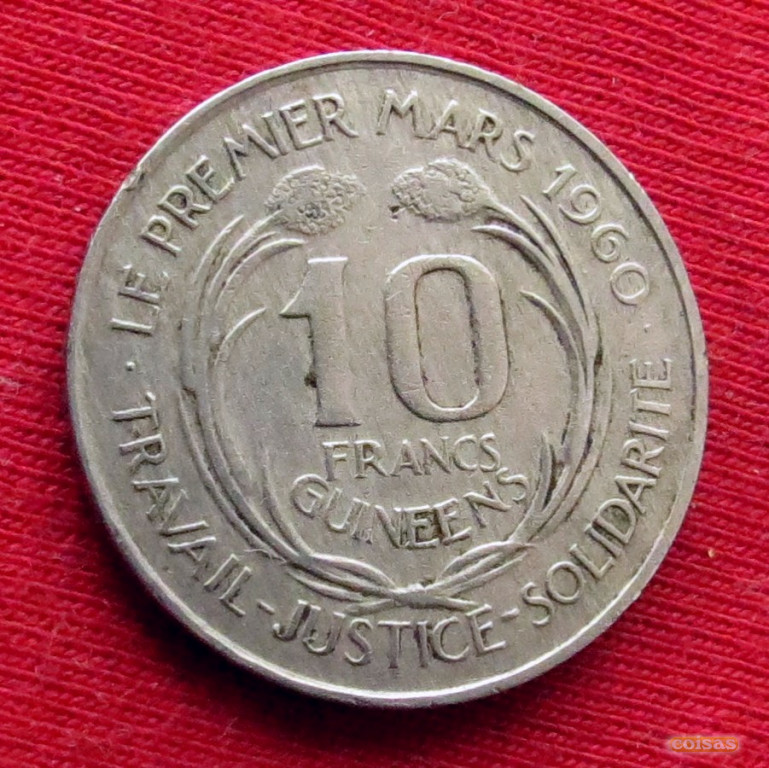 · LE PREMIER MARS 1960 ·
10
FRANCS
GUINEENS
TRAVAIL - JUSTICE - SOLIDARITE
coisas